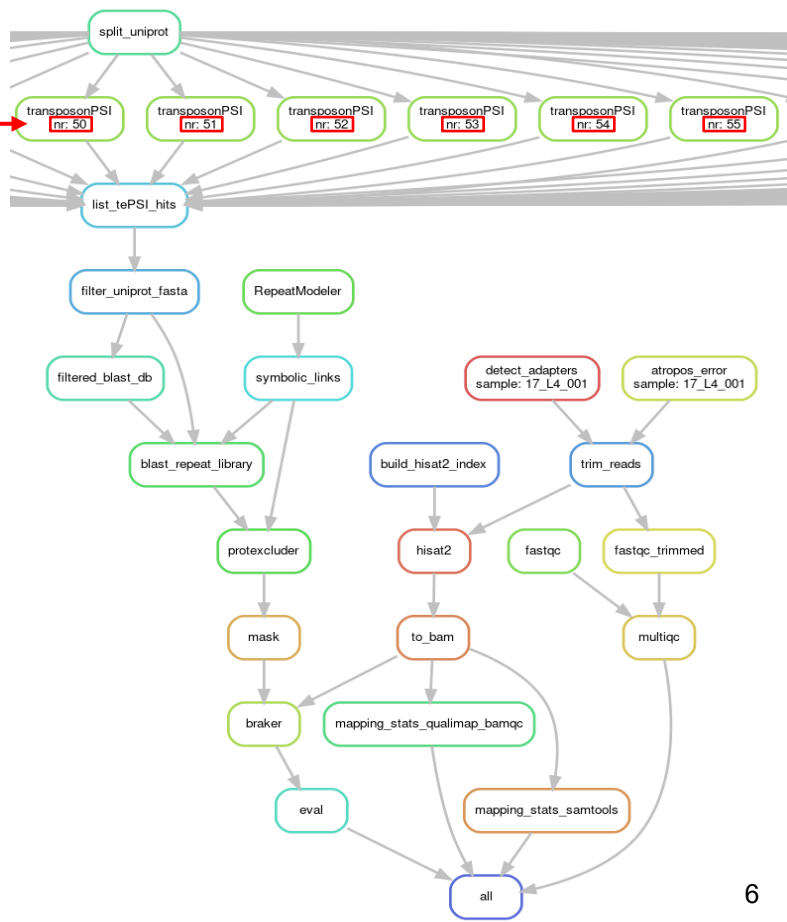 split_uniprot
transposonPSI
nr: 50
transposonPSI
nr: 51
transposonPSI
nr: 52
transposonPSI
nr: 53
transposonPSI
nr: 54
transposonPSI
nr: 55
list_tePSI_hits
filter_uniprot_fasta
RepeatModeler
filtered_blast_db
symbolic_links
detect_adapters
sample: 17_L4_001
atropos_error
sample: 17_L4_001
blast_repeat_library
build_hisat2_index
trim_reads
protexcluder
hisat2
fastqc
fastqc_trimmed
mask
to_bam
multiqc
braker
mapping_stats_qualimap_bamqc
eval
mapping_stats_samtools
all
6